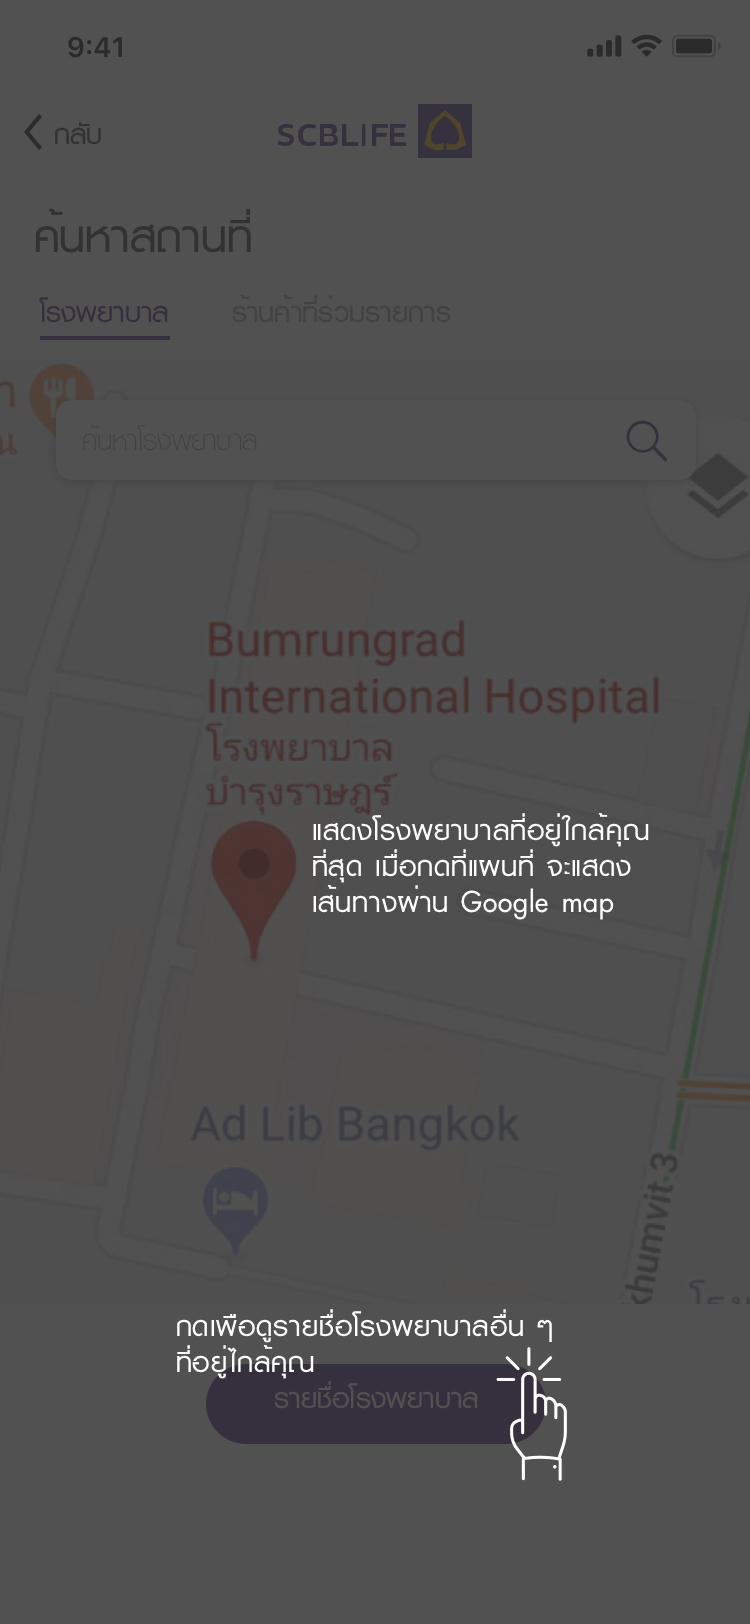 9:41
กลับ
SCBLIFE
ค้นหาสถานที่
โรงพยาบาล ร้านค้าที่ร่วมรายการ
ค้นหาโรงพยาบาล
Bumrungrad
International Hospital
โรงพยาบาล
บำรุงราษฎร์
แสดงโรงพยาบาลที่อยู่ใกล้คุณ
ที่สุด เมื่อกดที่แผนที่ จะแสดง
เส้นทางผ่าน Google map
Ad Lib Bangkok
khumvit 3
กดเพือดูรายชื่อโรงพยาบาลอื่น ๆ
ที่อยู่ไกล้คุณ
รายชื่อโรงพยาบาล